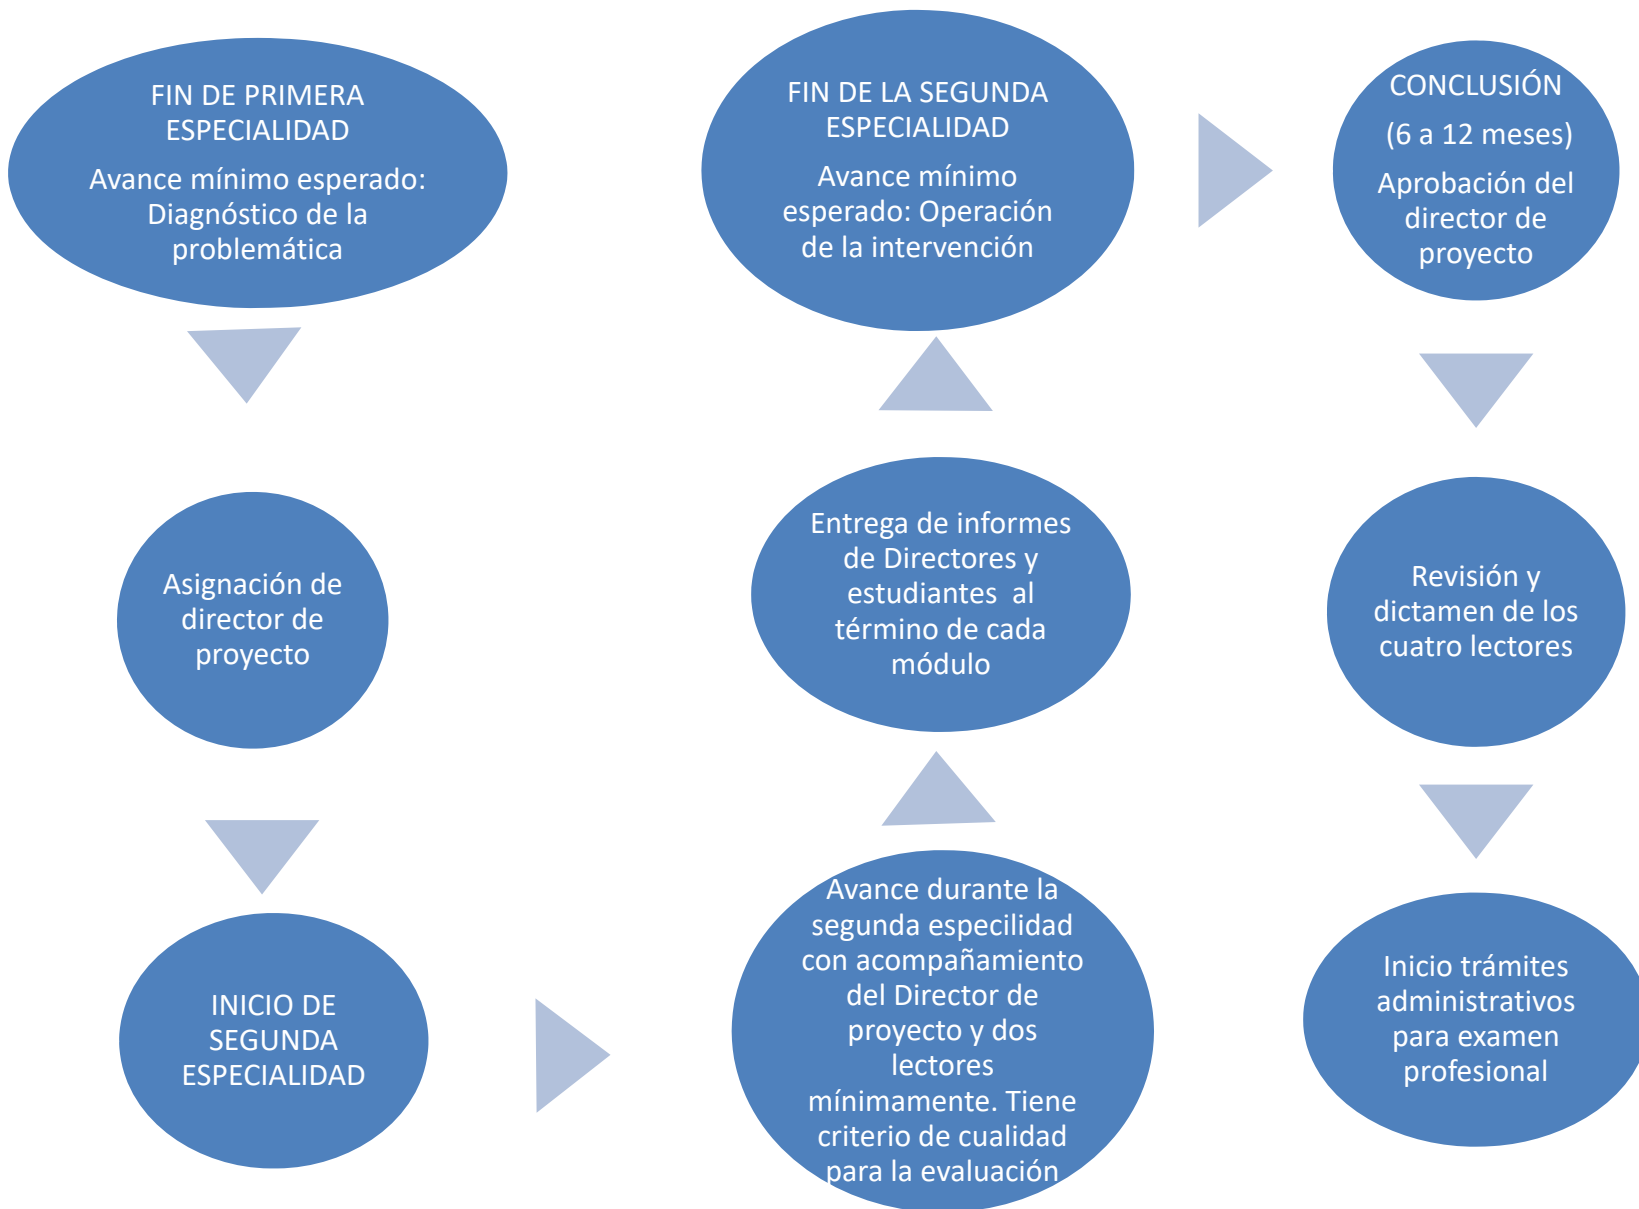 FIN DE PRIMERA
ESPECIALIDAD
Avance mínimo esperado:
Diagnóstico de la
problemática
Asignación de
director de
proyecto
INICIO DE
SEGUNDA
ESPECIALIDAD
Avance durante la
segunda especilidad
con acompañamiento
del Director de
proyecto y dos
lectores
mínimamente. Tiene
criterio de cualidad
para la evaluación
Entrega de informes
de Directores y
estudiantes  al
término de cada
módulo
FIN DE LA SEGUNDA
ESPECIALIDAD
Avance mínimo
esperado: Operación
de la intervención
CONCLUSIÓN
(6 a 12 meses)
Aprobación del
director de
proyecto
Revisión y
dictamen de los
cuatro lectores
Inicio trámites
administrativos
para examen
profesional